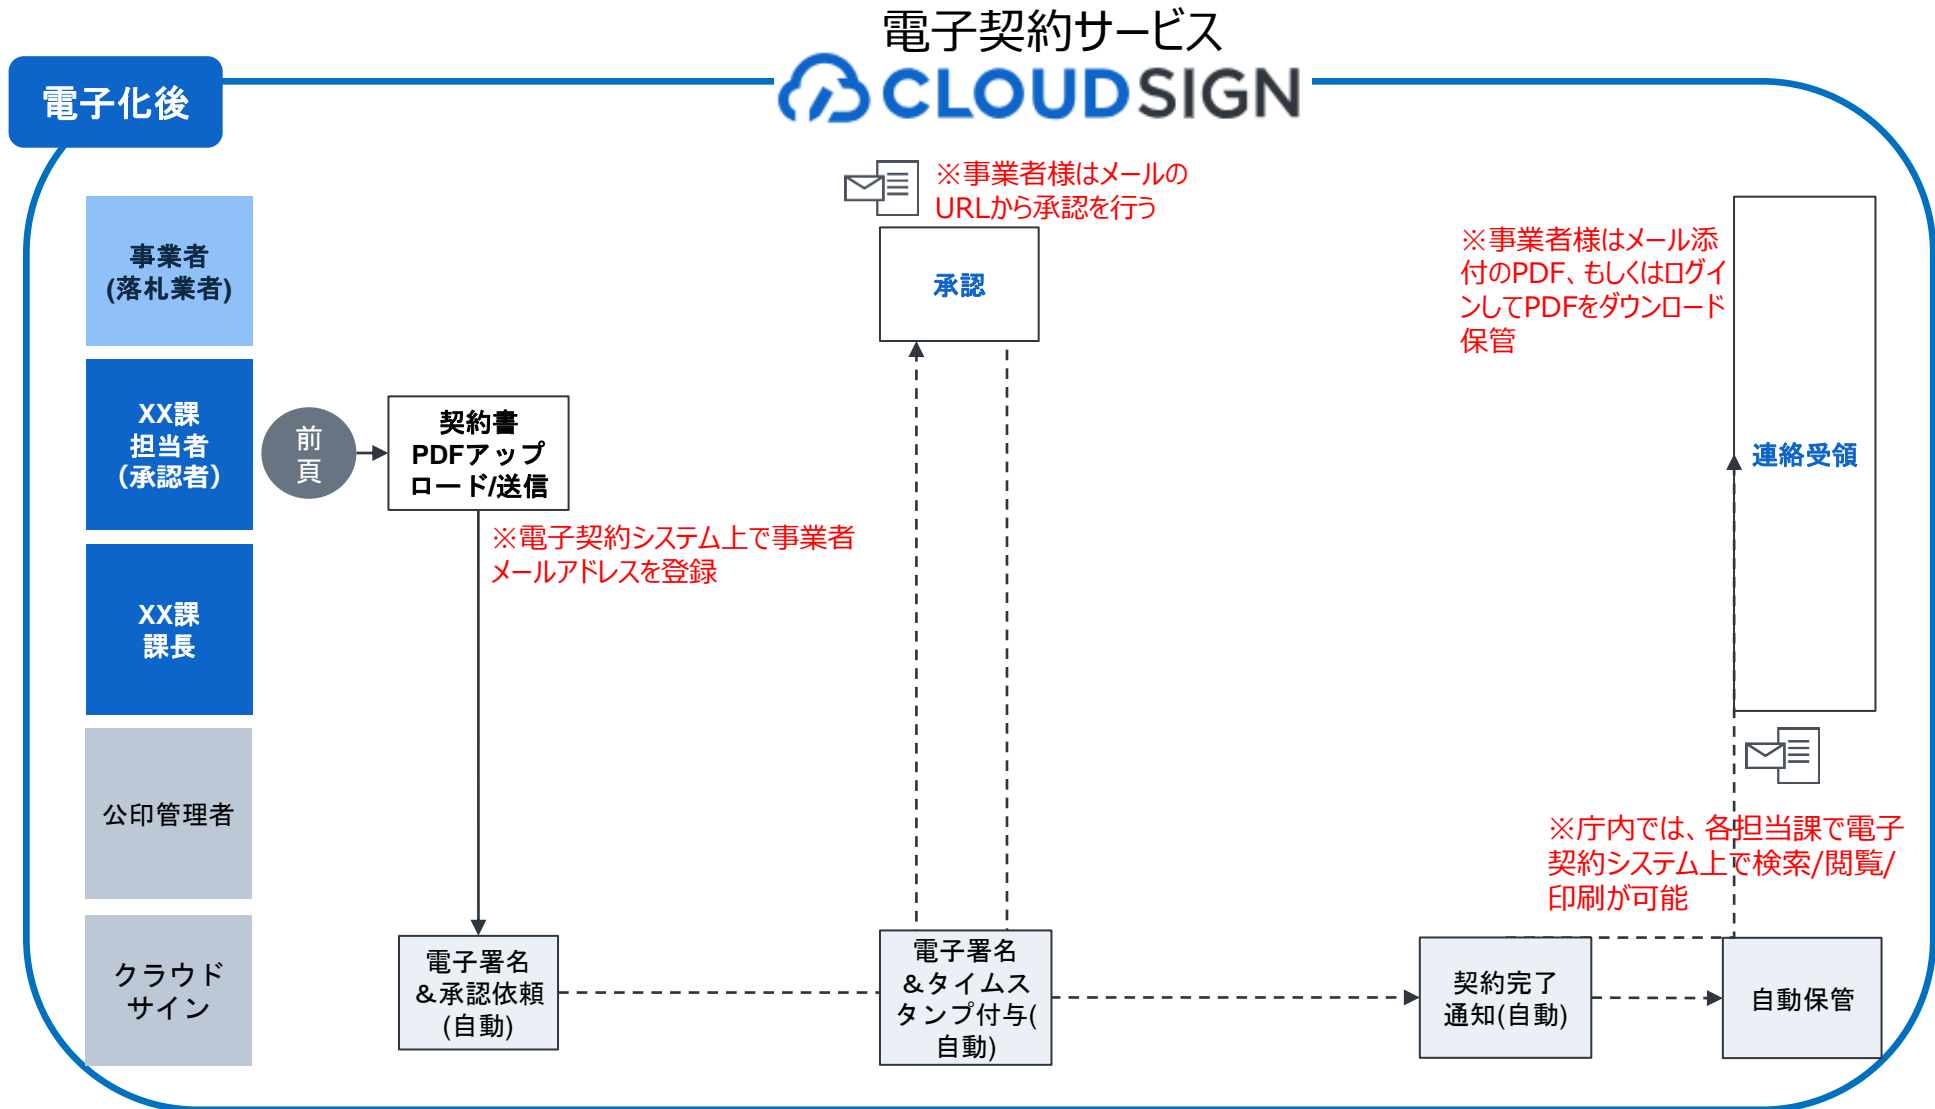 電子契約サービス
CLOUDSIGN
電子化後
※事業者様はメールの
URLから承認を行う
事業者
(落札業者)
承認
※事業者様はメール添
付のPDF、もしくはログイ
ンしてPDFをダウンロード
保管
XX課
担当者
（承認者）
前
頁
契約書
PDFアップ
ロード/送信
連絡受領
※電子契約システム上で事業者
メールアドレスを登録
XX課
課長
公印管理者
※庁内では、各担当課で電子
契約システム上で検索/閲覧/
印刷が可能
クラウド
サイン
電子署名
＆承認依頼
(自動)
電子署名
＆タイムス
タンプ付与(
自動)
契約完了
通知(自動)
自動保管